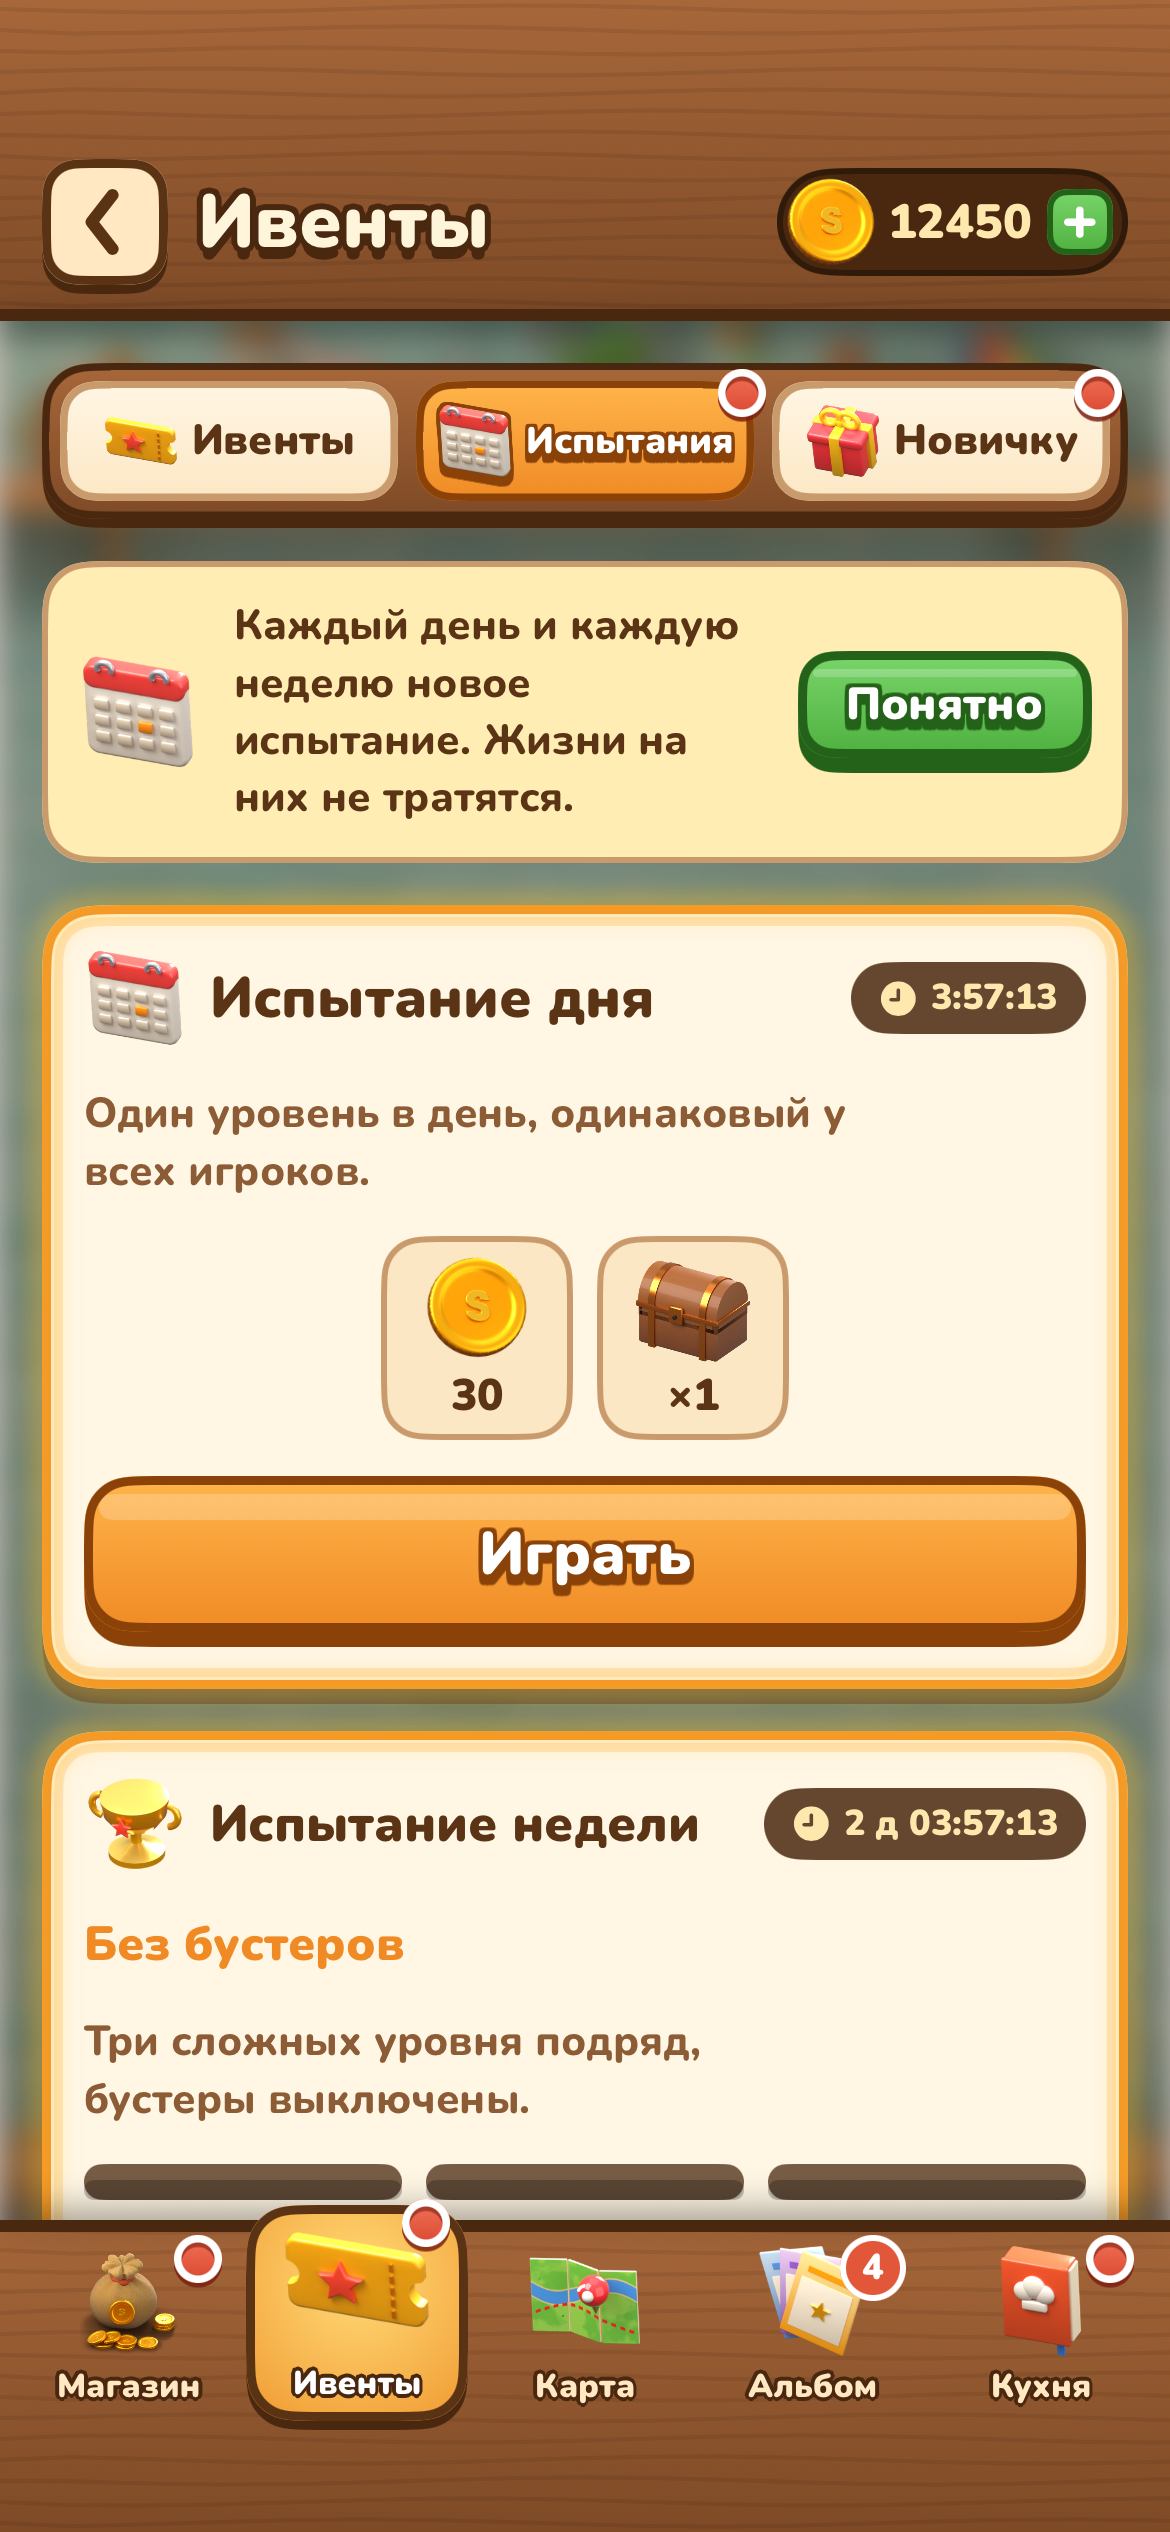 Ивенты
12450
Ивенты
Испытания
Новичку
Каждый день и каждую
неделю новое
испытание. Жизни на
них не тратятся.
Понятно
Испытание дня
3:57:13
Один уровень в день, одинаковый у
всех игроков.
30
×1
Играть
Испытание недели
2 д 03:57:13
Без бустеров
Три сложных уровня подряд,
бустеры выключены.
4
Магазин
Ивенты
Карта
Альбом
Кухня